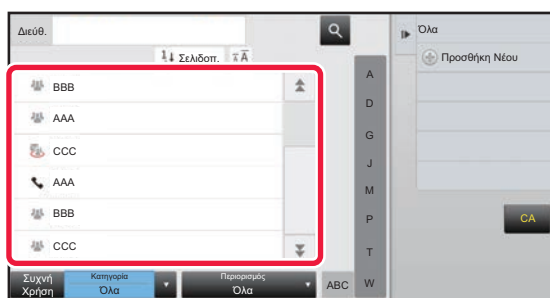 Διεύθ.
Σελιδοπ.
BBB
AAA
CCC
AAA
BBB
CCC
A
D
G
J
M
P
T
W
Όλα
Προσθήκη Νέου
CA
Συχνή
Χρήση
Κατηγορία
Όλα
Περιορισμός
Όλα
ABC